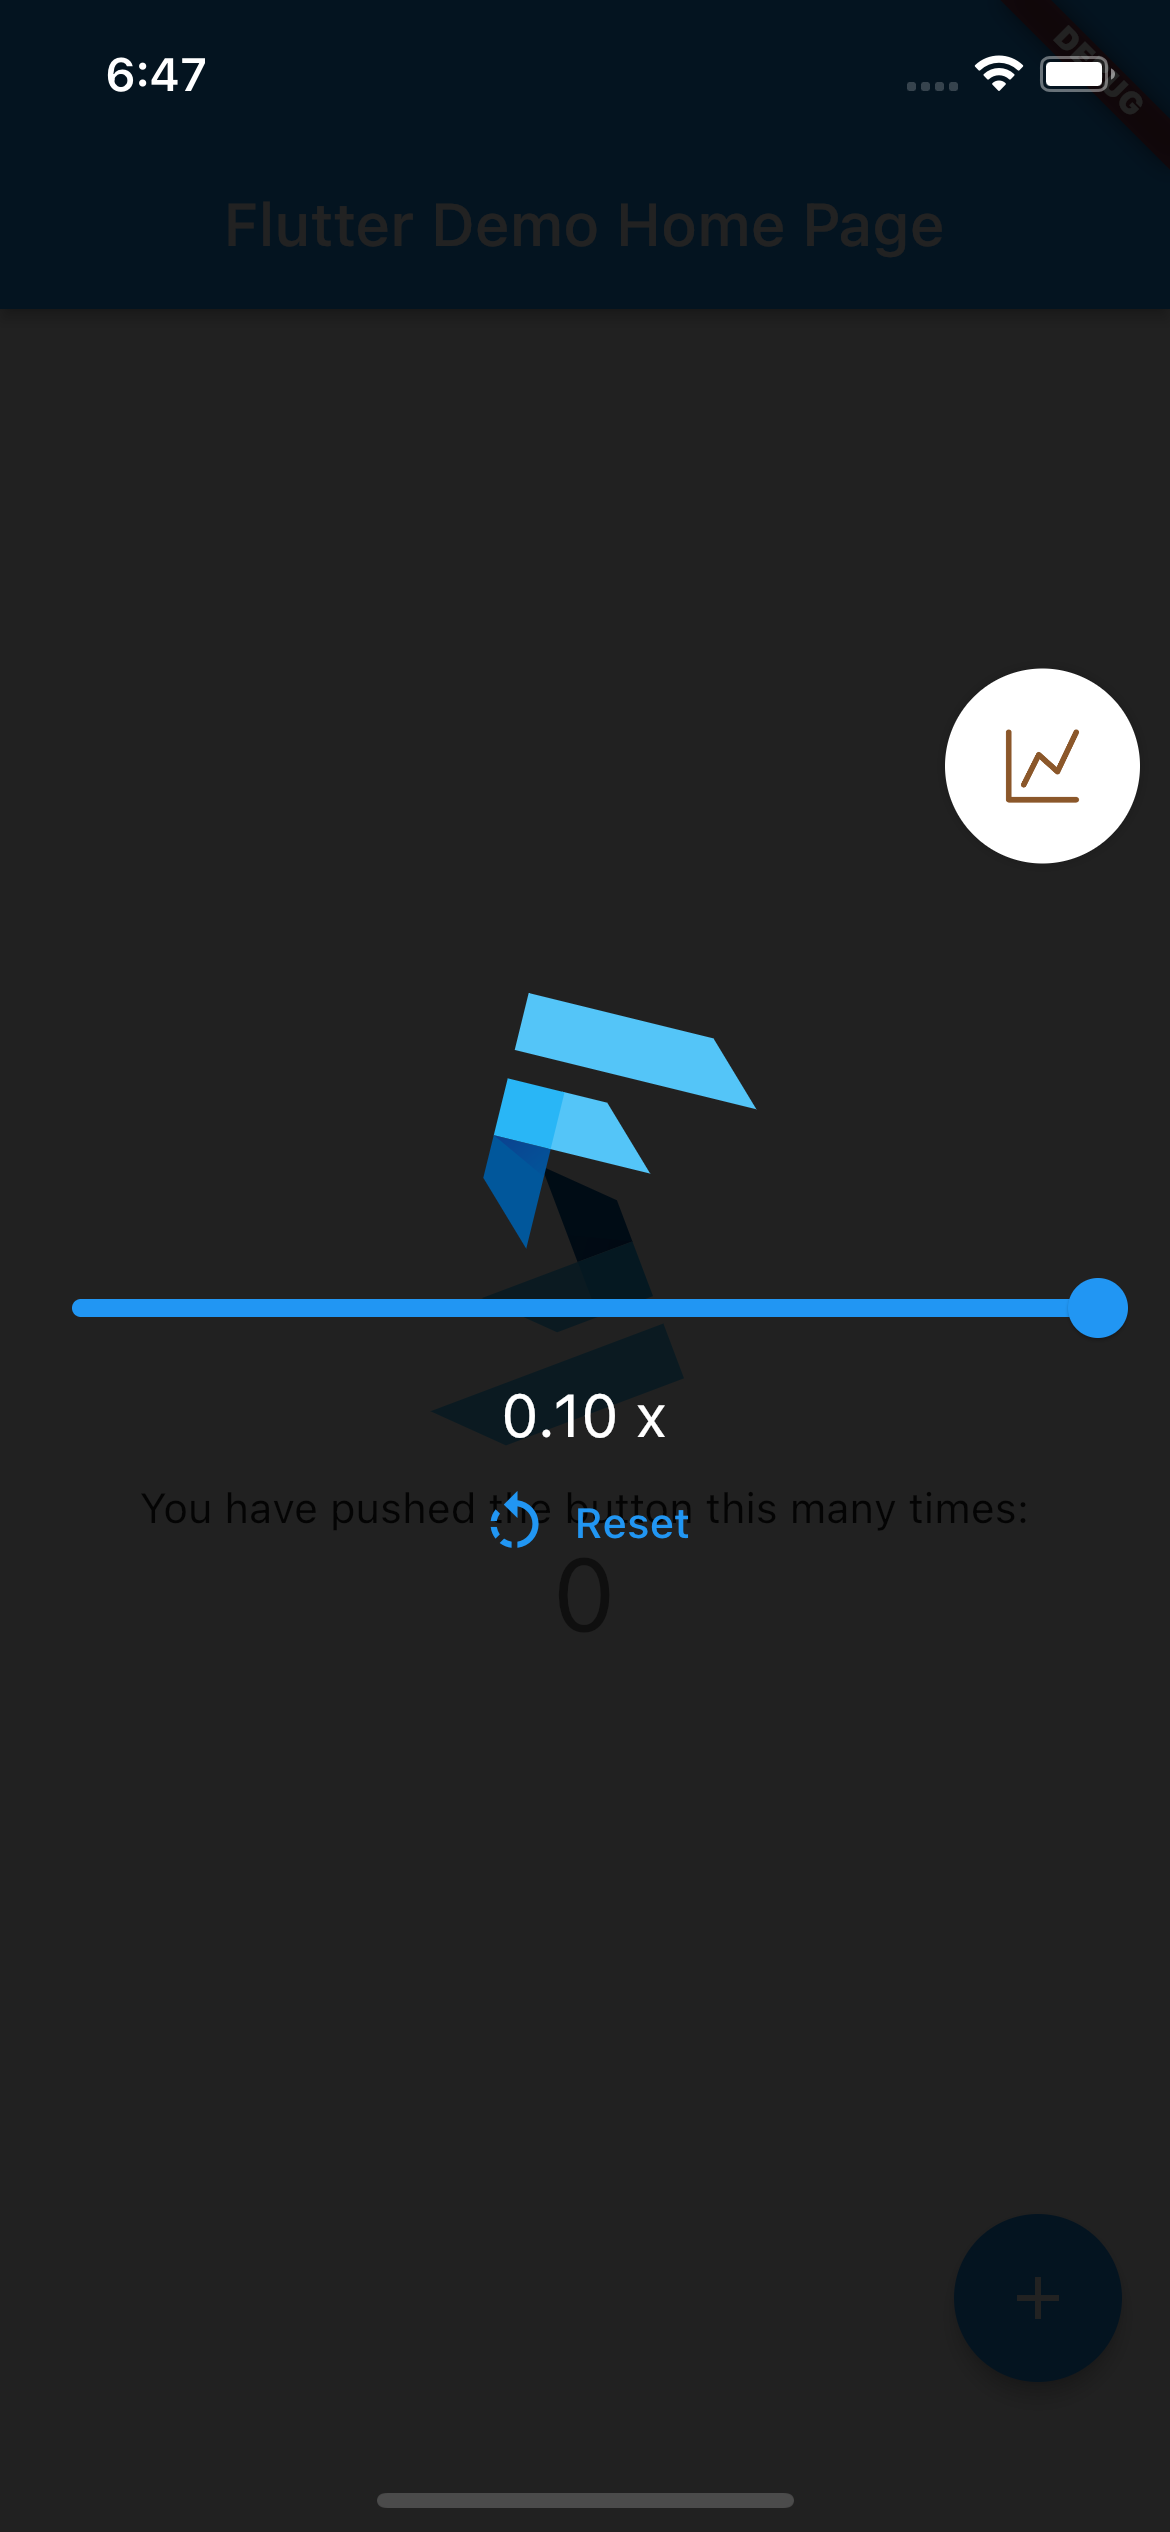 6:47
DEBUG
Flutter Demo Home Page
0.10 x
You have pushed the button this many times:
Reset
0